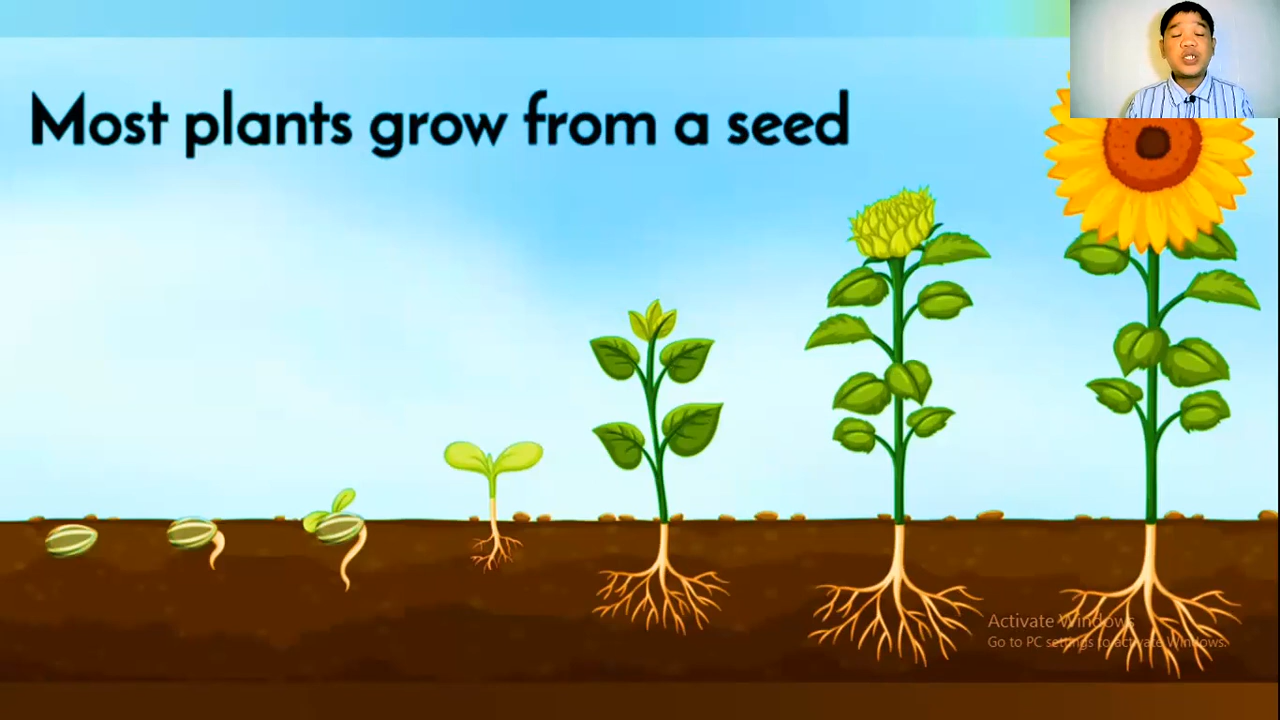 Most plants grow from a seed
Activate Windows
Go to PC settings to activate Windows.